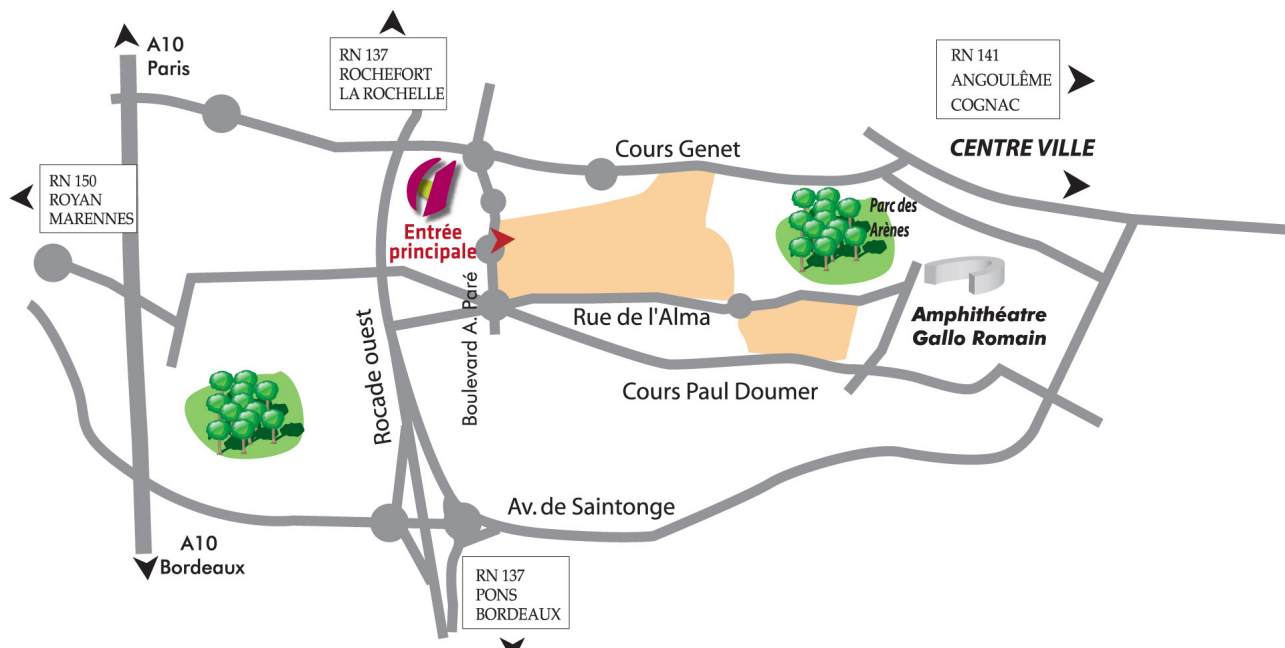 A10
Paris
RN 137
ROCHEFORT
LA ROCHELLE
RN 141
ANGOULÊME
COGNAC
CENTRE VILLE
Cours Genet
RN 150
ROYAN
MARENNES
Parc des
Arènes
Entrée
principale
Boulevard A. Paré
Rue de l'Alma
Amphithéatre
Gallo Romain
Rocade ouest
Cours Paul Doumer
Av. de Saintonge
A10
Bordeaux
RN 137
PONS
BORDEAUX